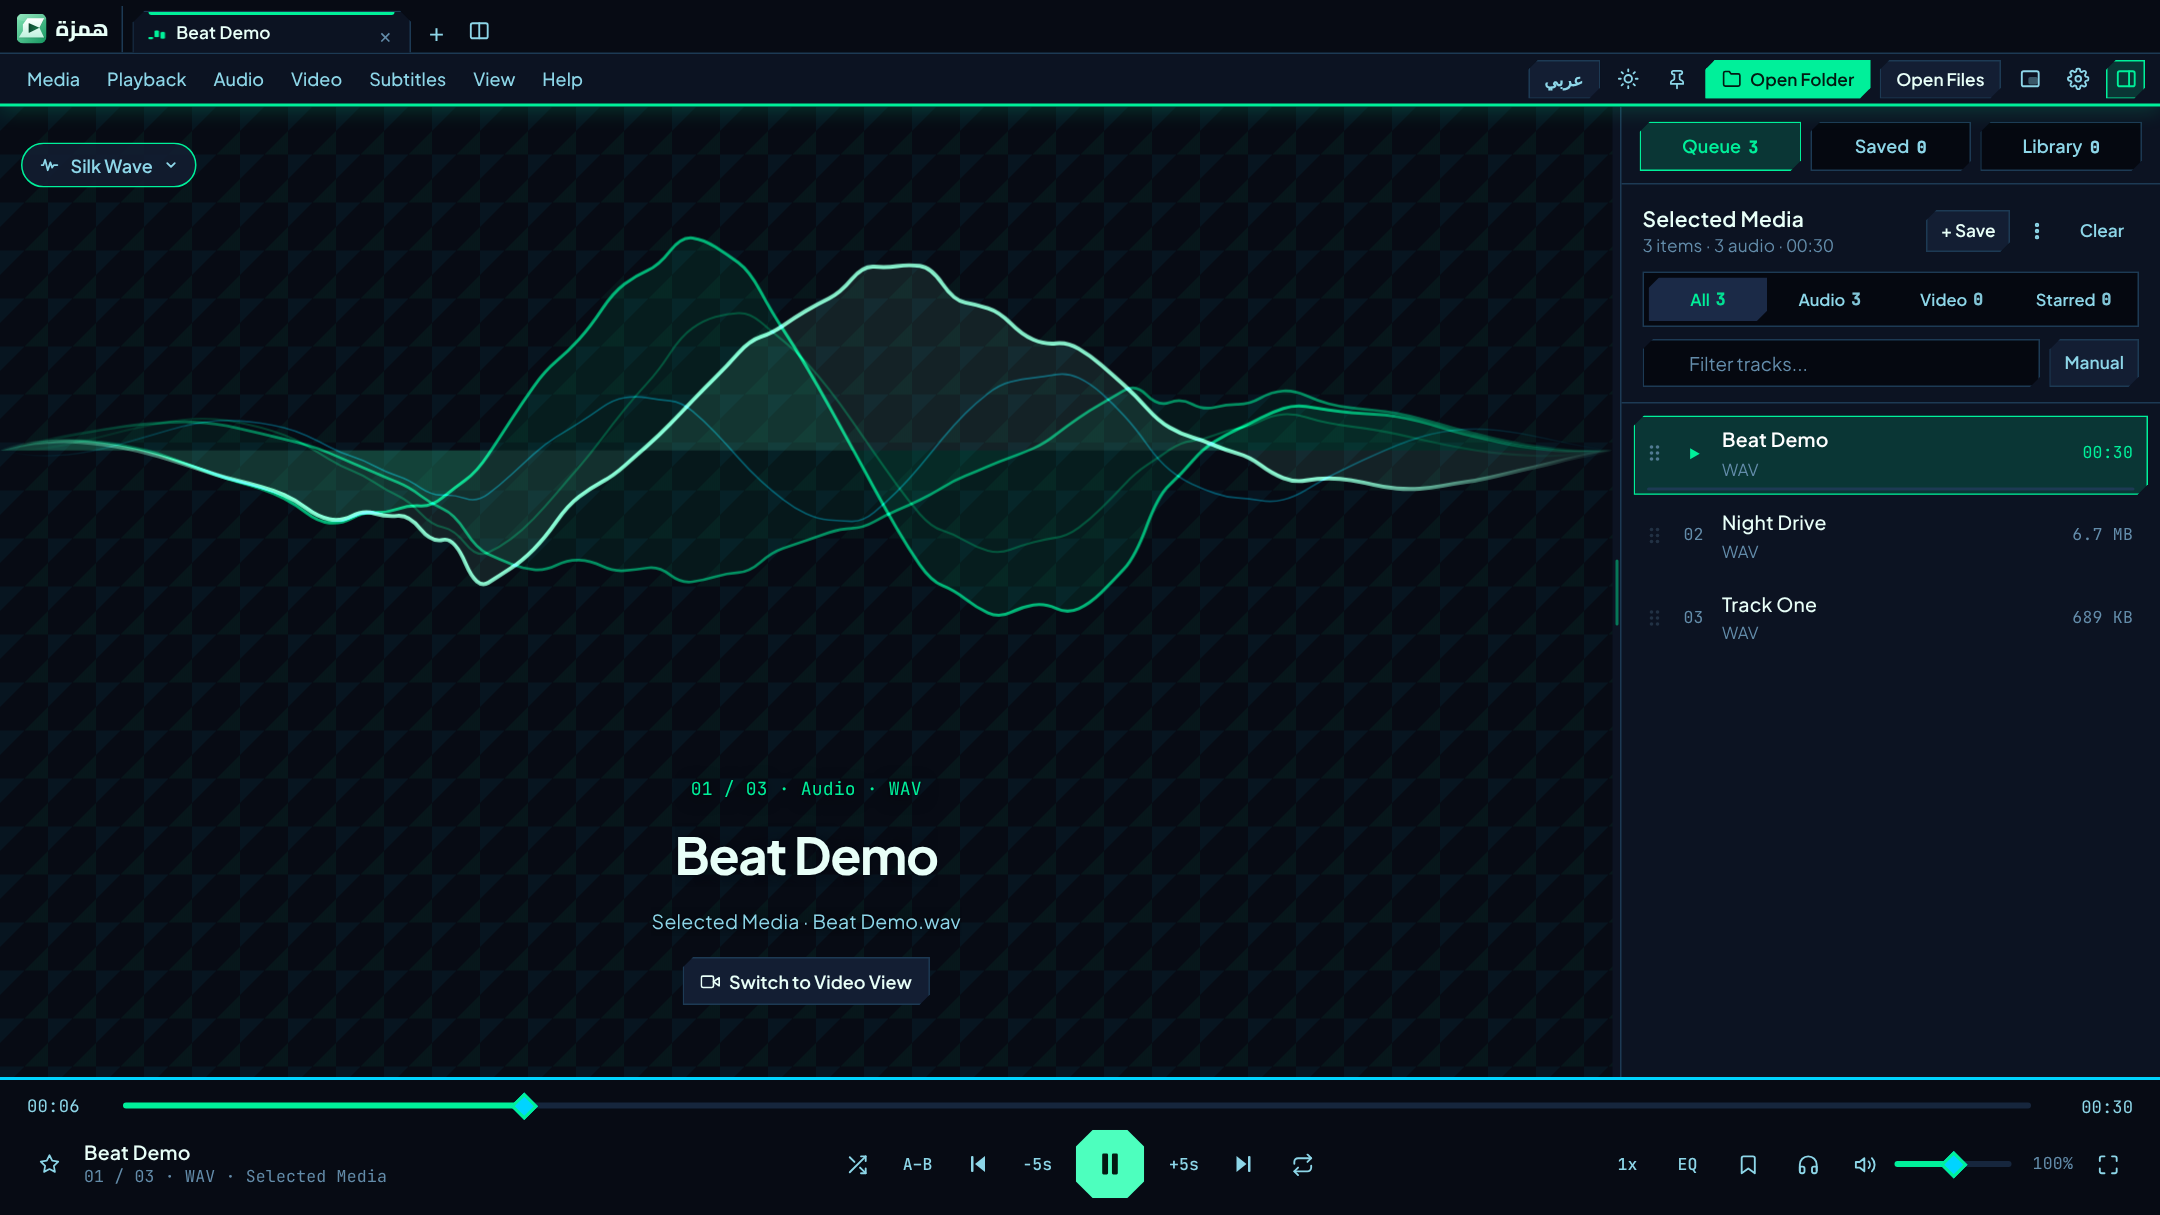 همزة
Beat Demo
Media Playback Audio Video Subtitles View Help
عربي
Open Folder
Open Files
Silk Wave
Queue 3
Saved 0
Library 0
Selected Media
3 items · 3 audio · 00:30
+ Save
Clear
All 3
Audio 3
Video 0
Starred 0
Filter tracks...
Manual
Beat Demo
WAV
00:30
02
Night Drive
WAV
6.7 MB
03
Track One
WAV
689 KB
01 / 03 · Audio · WAV
Beat Demo
Selected Media · Beat Demo.wav
Switch to Video View
00:06
00:30
Beat Demo
01 / 03 · WAV · Selected Media
A-B
-5s
+5s
1x
EQ
100%